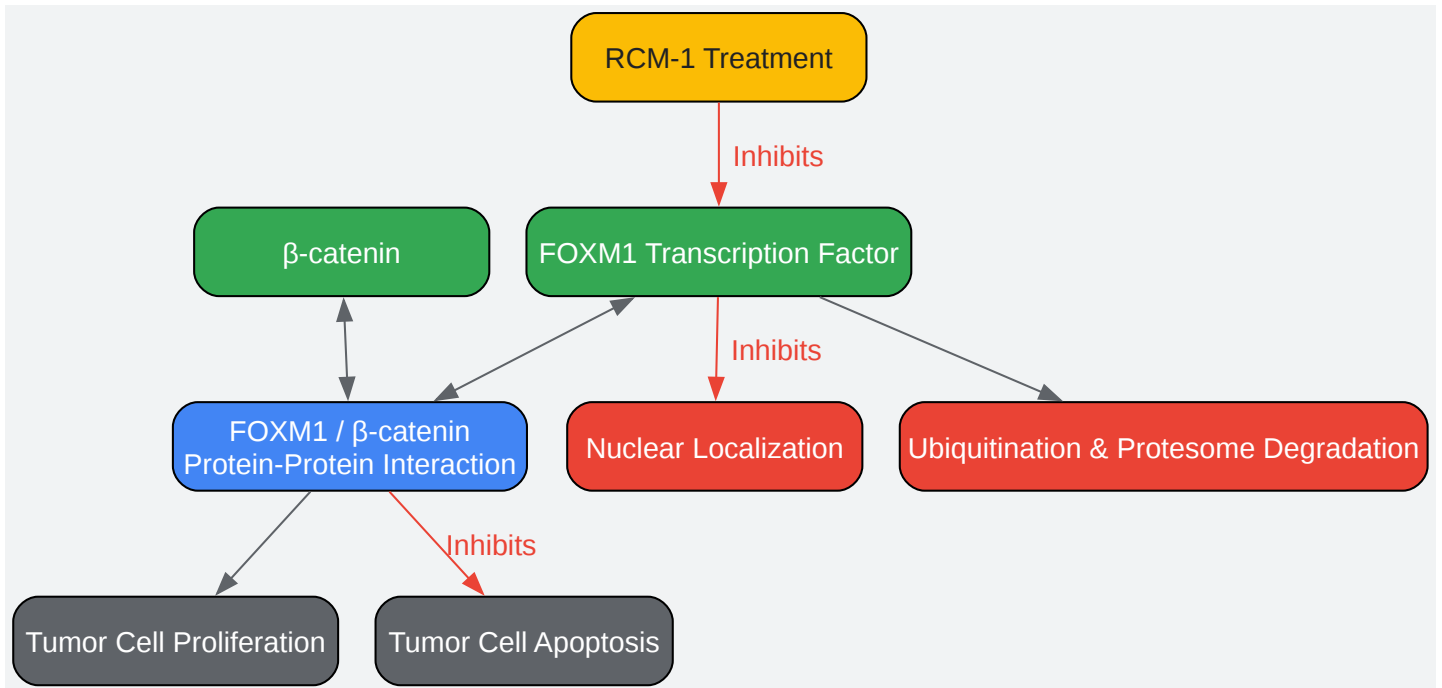 RCM-1 Treatment
Inhibits
β-catenin
FOXM1 Transcription Factor
Inhibits
FOXM1 / β-catenin
Protein-Protein Interaction
Nuclear Localization
Ubiquitination & Protesome Degradation
Inhibits
Tumor Cell Proliferation
Tumor Cell Apoptosis